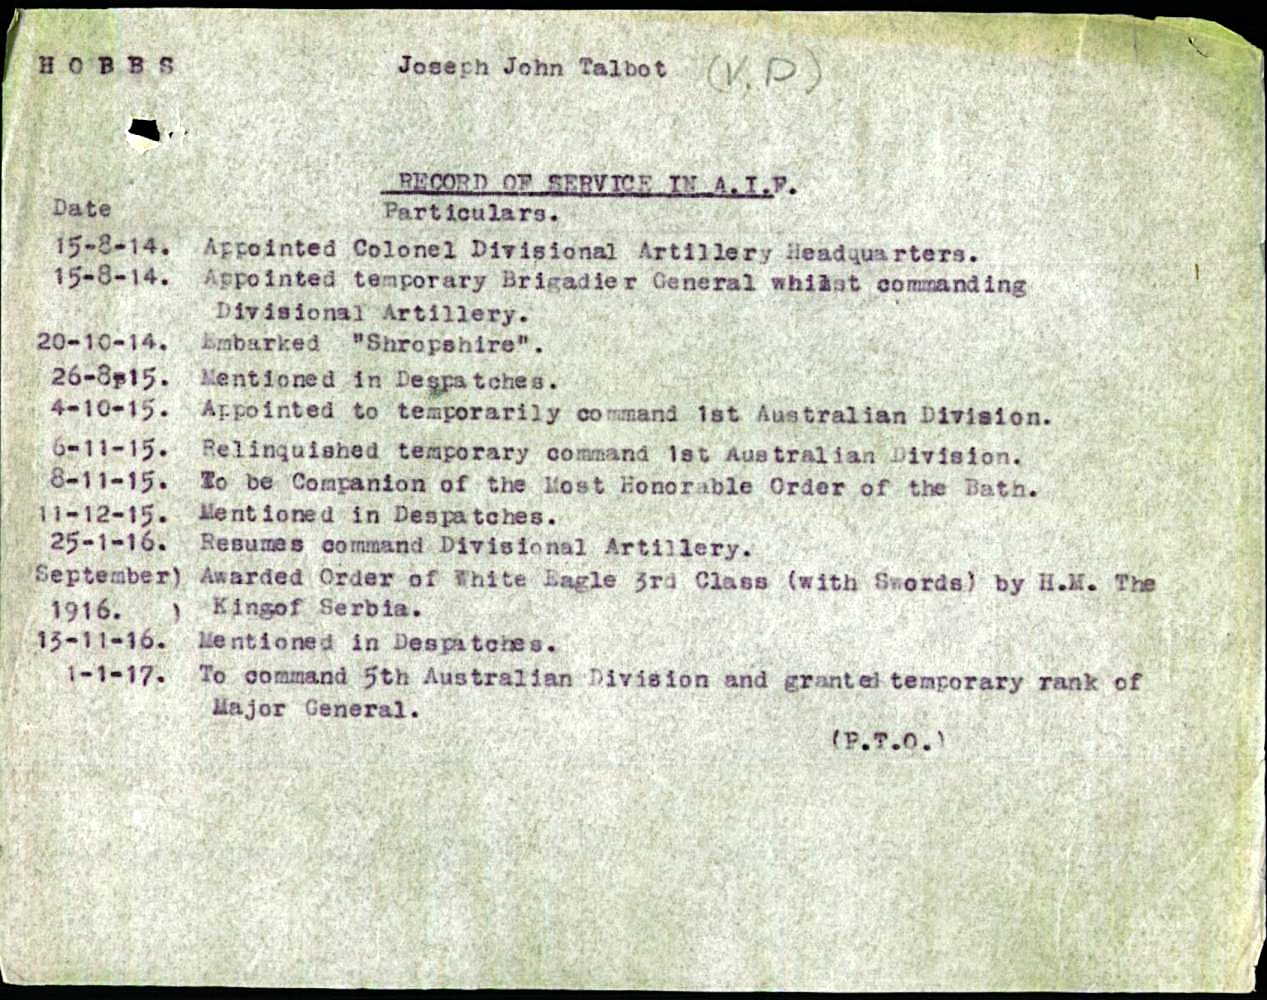 H O B B S Joseph John Talbot (V.D)
RECORD OF SERVICE IN A.I.F.
Date Particulars.
15-8-14. Appointed Colonel Divisional Artillery Headquarters.
15-8-14. Appointed temporary Brigadier General whilst commanding
Divisional Artillery.
20-10-14. Embarked "Shropshire".
26-8-15. Mentioned in Despatches.
4-10-15. Appointed to temporarily command 1st Australian Division.
6-11-15. Relinquished temporary command 1st Australian Division.
8-11-15. To be Companion of the Most Honorable Order of the Bath.
11-12-15. Mentioned in Despatches.
25-1-16. Resumes command Divisional Artillery.
September) Awarded Order of White Eagle 3rd Class (with Swords) by H.M. The
1916. ) Kingof Serbia.
13-11-16. Mentioned in Despatches.
1-1-17. To command 5th Australian Division and granted temporary rank of
Major General.
(P.T.O.)